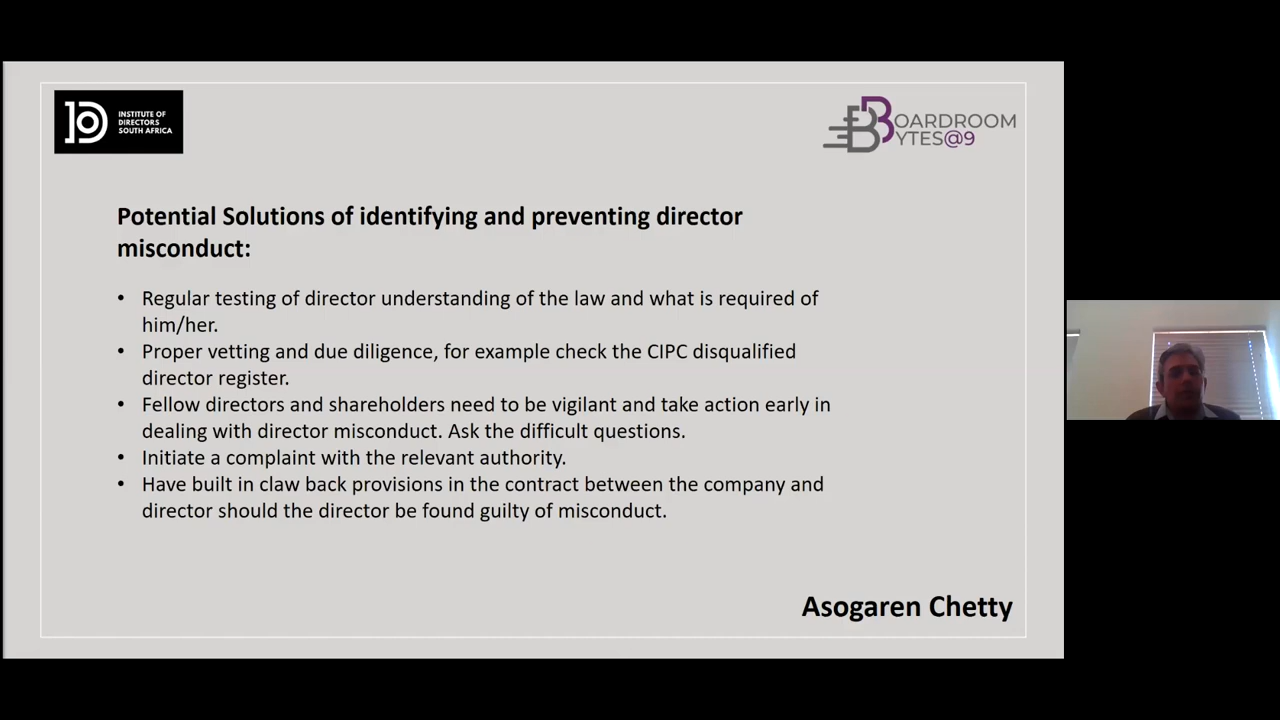 INSTITUTE OF
DIRECTORS
SOUTH AFRICA
BOARDROOM
BYTES@9
Potential Solutions of identifying and preventing director
misconduct:
• Regular testing of director understanding of the law and what is required of
him/her.
• Proper vetting and due diligence, for example check the CIPC disqualified
director register.
• Fellow directors and shareholders need to be vigilant and take action early in
dealing with director misconduct. Ask the difficult questions.
• Initiate a complaint with the relevant authority.
• Have built in claw back provisions in the contract between the company and
director should the director be found guilty of misconduct.
Asogaren Chetty